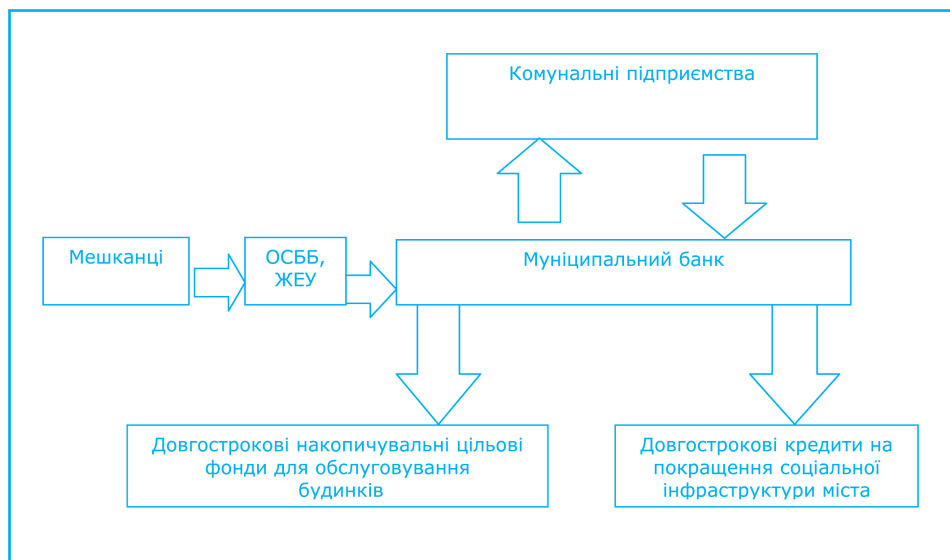 Комунальні підприємства
Мешканці
ОСББ,
ЖЕУ
Муніципальний банк
Довгострокові накопичувальні цільові
фонди для обслуговування
будинків
Довгострокові кредити на
покращення соціальної
інфраструктури міста